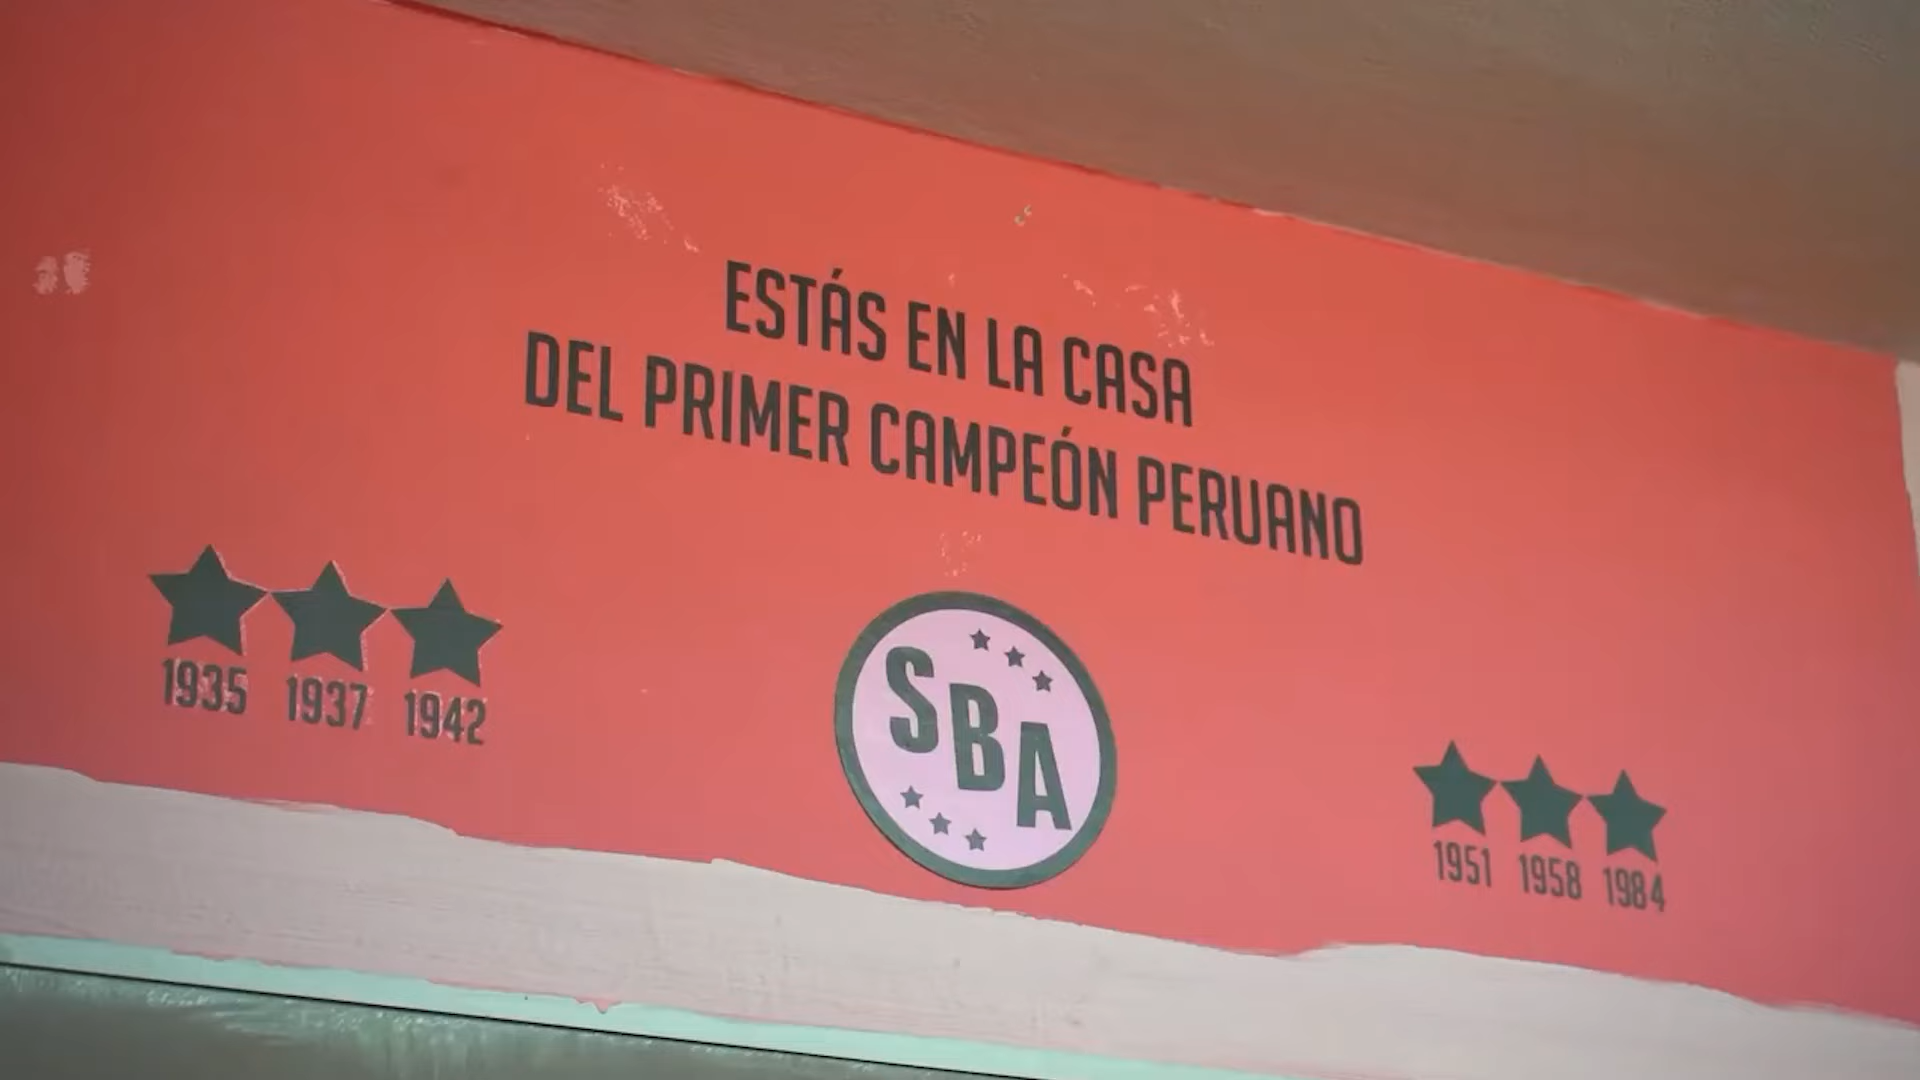 ESTÁS EN LA CASA
DEL PRIMER CAMPEÓN PERUANO
1935 1937 1942
SBA
1951 1958 1984